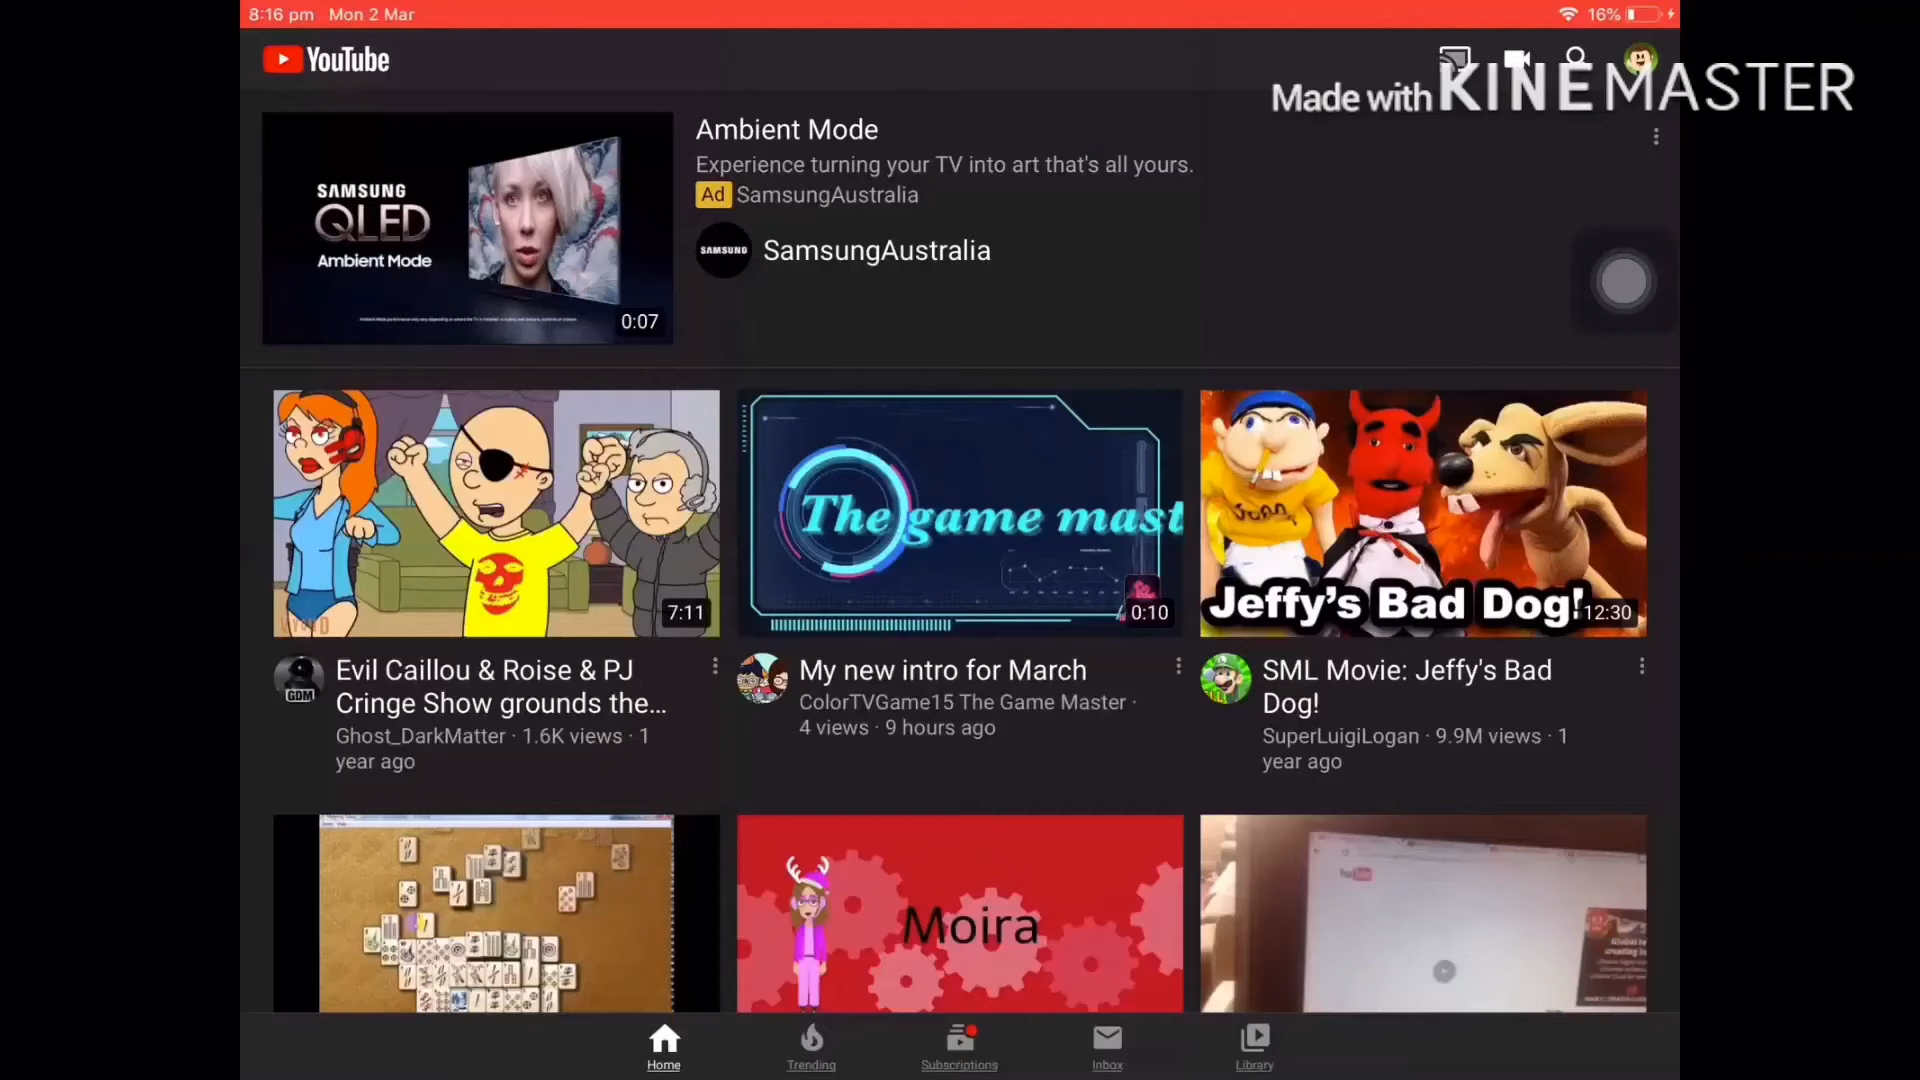 8:16 pm Mon 2 Mar
16%
YouTube
Made with KINEMASTER
SAMSUNG
QLED
Ambient Mode
0:07
Ambient Mode
Experience turning your TV into art that's all yours.
Ad SamsungAustralia
SAMSUNG
SamsungAustralia
7:11
The game mast
0:10
Jeffy's Bad Dog!
12:30
GDM
Evil Caillou & Roise & PJ
Cringe Show grounds the...
Ghost_DarkMatter · 1.6K views · 1
year ago
My new intro for March
ColorTVGame15 The Game Master ·
4 views · 9 hours ago
SML Movie: Jeffy's Bad
Dog!
SuperLuigiLogan · 9.9M views · 1
year ago
Moira
YouTube
Home
Trending
Subscriptions
Inbox
Library